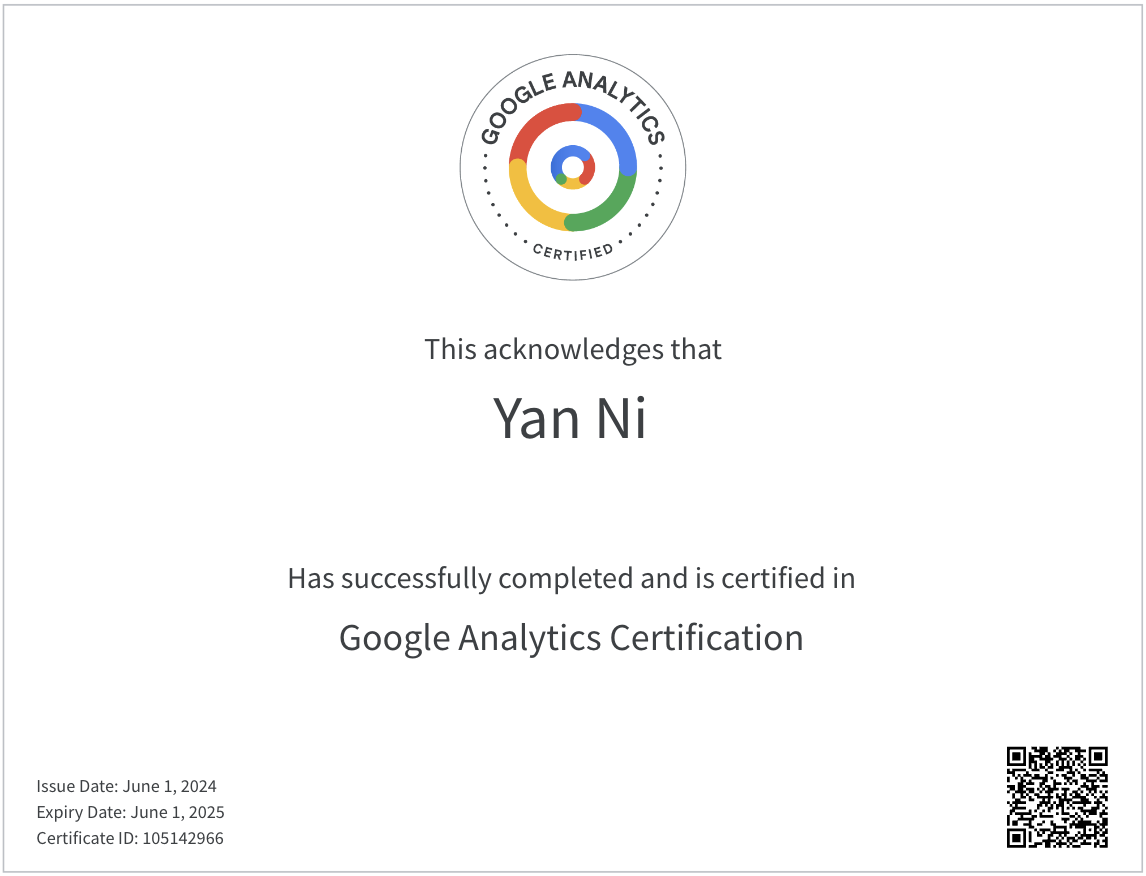 GOOGLE ANALYTICS
CERTIFIED
This acknowledges that
Yan Ni
Has successfully completed and is certified in
Google Analytics Certification
Issue Date: June 1, 2024
Expiry Date: June 1, 2025
Certificate ID: 105142966